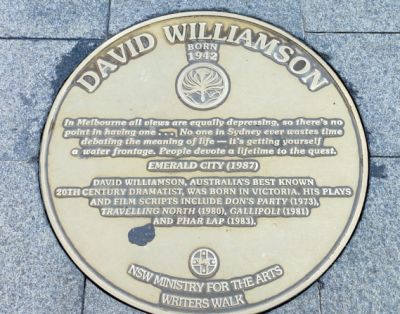 DAVID WILLIAMSON
BORN
1942
In Melbourne all views are equally depressing, so there's no
point in having one .... No one in Sydney ever wastes time
debating the meaning of life — it's getting yourself
a water frontage. People devote a lifetime to the quest.
EMERALD CITY (1987)
DAVID WILLIAMSON, AUSTRALIA'S BEST KNOWN
20TH CENTURY DRAMATIST, WAS BORN IN VICTORIA. HIS PLAYS
AND FILM SCRIPTS INCLUDE DON'S PARTY (1973),
TRAVELLING NORTH (1980), GALLIPOLI (1981)
AND PHAR LAP (1983).
NSW MINISTRY FOR THE ARTS
WRITERS WALK